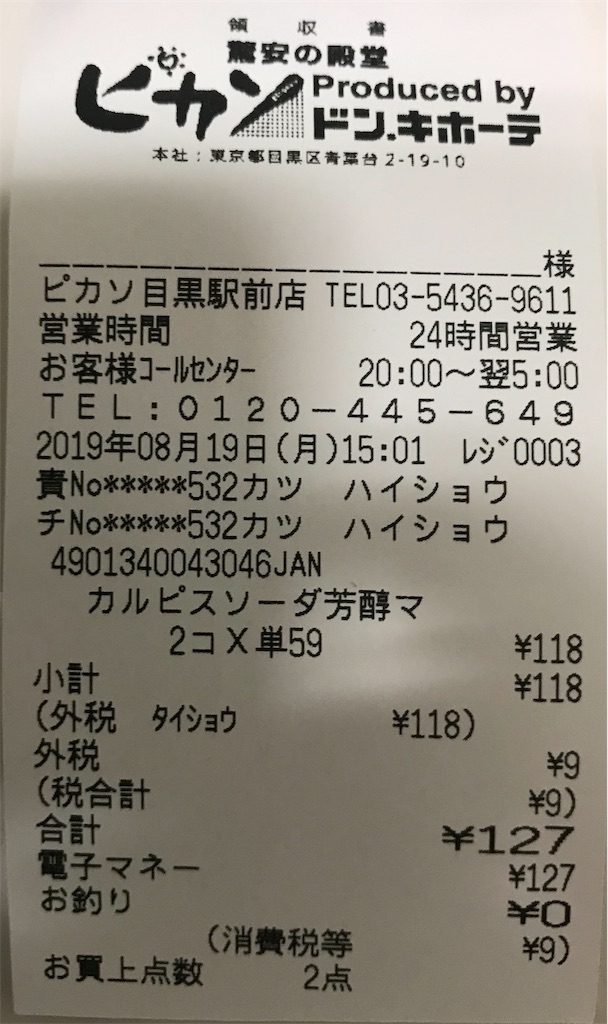 領収書
驚安の殿堂
ピカソ Produced by
ドン.キホーテ
本社:東京都目黒区青葉台2-19-10
様
ピカソ目黒駅前店 TEL03-5436-9611
営業時間 24時間営業
お客様コールセンター 20:00〜翌5:00
TEL:0120-445-649
2019年08月19日(月)15:01 レジ0003
責No*****532カツ ハイショウ
チNo*****532カツ ハイショウ
4901340043046JAN
カルピスソーダ芳醇マ
2コX単59 ¥118
小計 ¥118
(外税 タイショウ ¥118)
外税 ¥9
(税合計 ¥9)
合計 ¥127
電子マネー ¥127
お釣り ¥0
(消費税等 ¥9)
お買上点数 2点